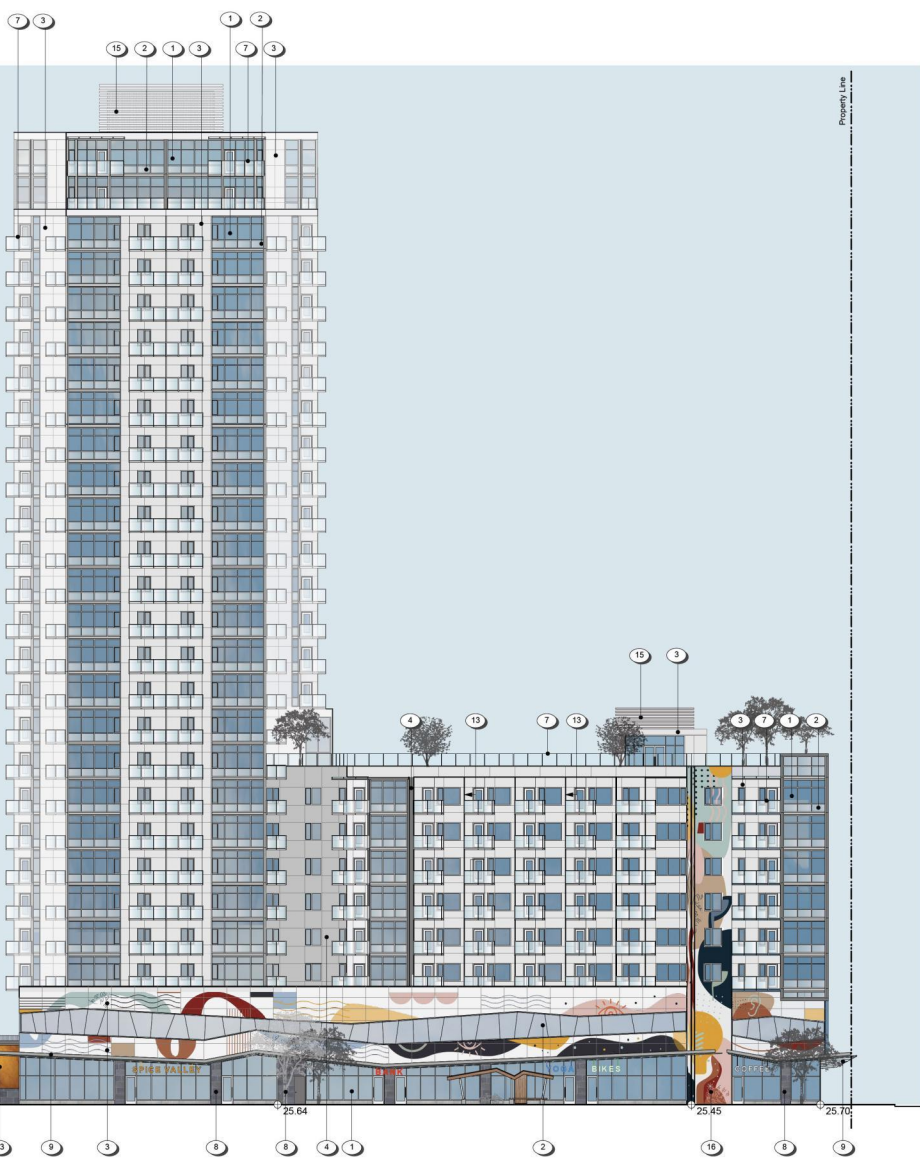 7 3 1 2
15 2 1 3 7 3
Property Line
15 3
4 13 7 13 3 7 1 2
SPICE VALLEY
BANK
YOGA
BIKES
COFFEE
25.64
25.45
25.70
3 9 3 8 8 4 1 2 16 8 9